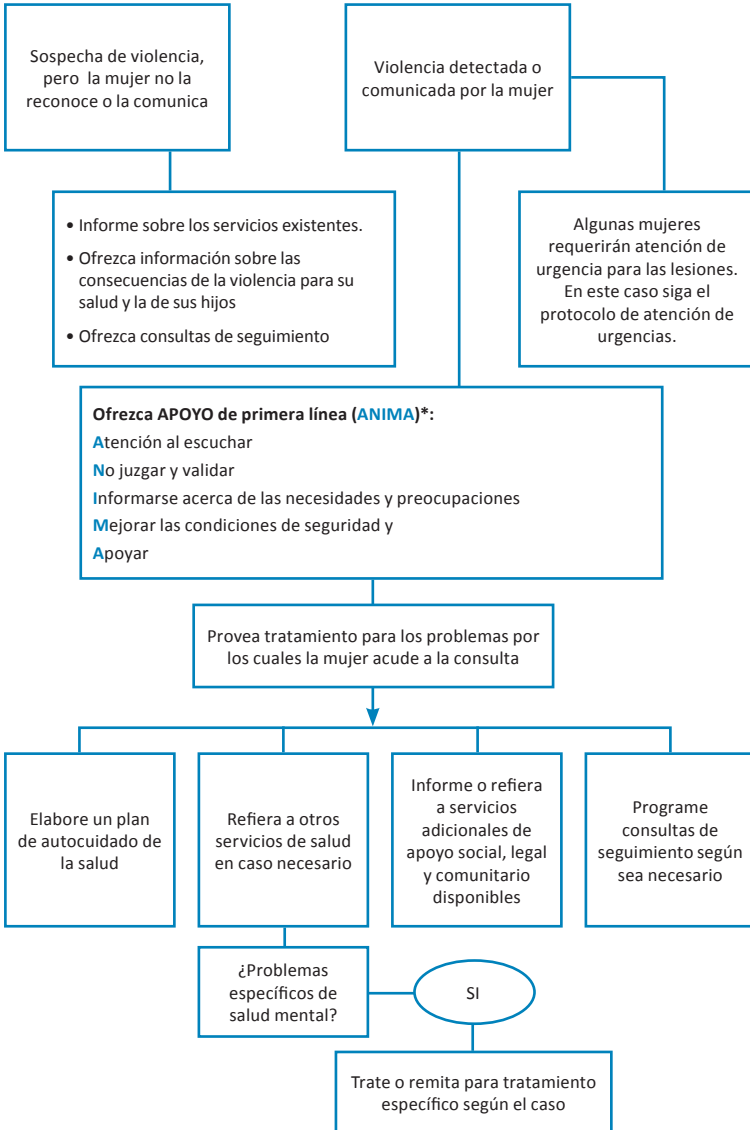 Sospecha de violencia,
pero la mujer no la
reconoce o la comunica
Violencia detectada o
comunicada por la mujer
• Informe sobre los servicios existentes.
• Ofrezca información sobre las
consecuencias de la violencia para su
salud y la de sus hijos
• Ofrezca consultas de seguimiento
Algunas mujeres
requerirán atención de
urgencia para las lesiones.
En este caso siga el
protocolo de atención de
urgencias.
Ofrezca APOYO de primera línea (ANIMA)*:
Atención al escuchar
No juzgar y validar
Informarse acerca de las necesidades y preocupaciones
Mejorar las condiciones de seguridad y
Apoyar
Provea tratamiento para los problemas por
los cuales la mujer acude a la consulta
Elabore un plan
de autocuidado de
la salud
Refiera a otros
servicios de salud
en caso necesario
Informe o refiera
a servicios
adicionales de
apoyo social, legal
y comunitario
disponibles
Programe
consultas de
seguimiento según
sea necesario
¿Problemas
específicos de
salud mental?
SI
Trate o remita para tratamiento
específico según el caso